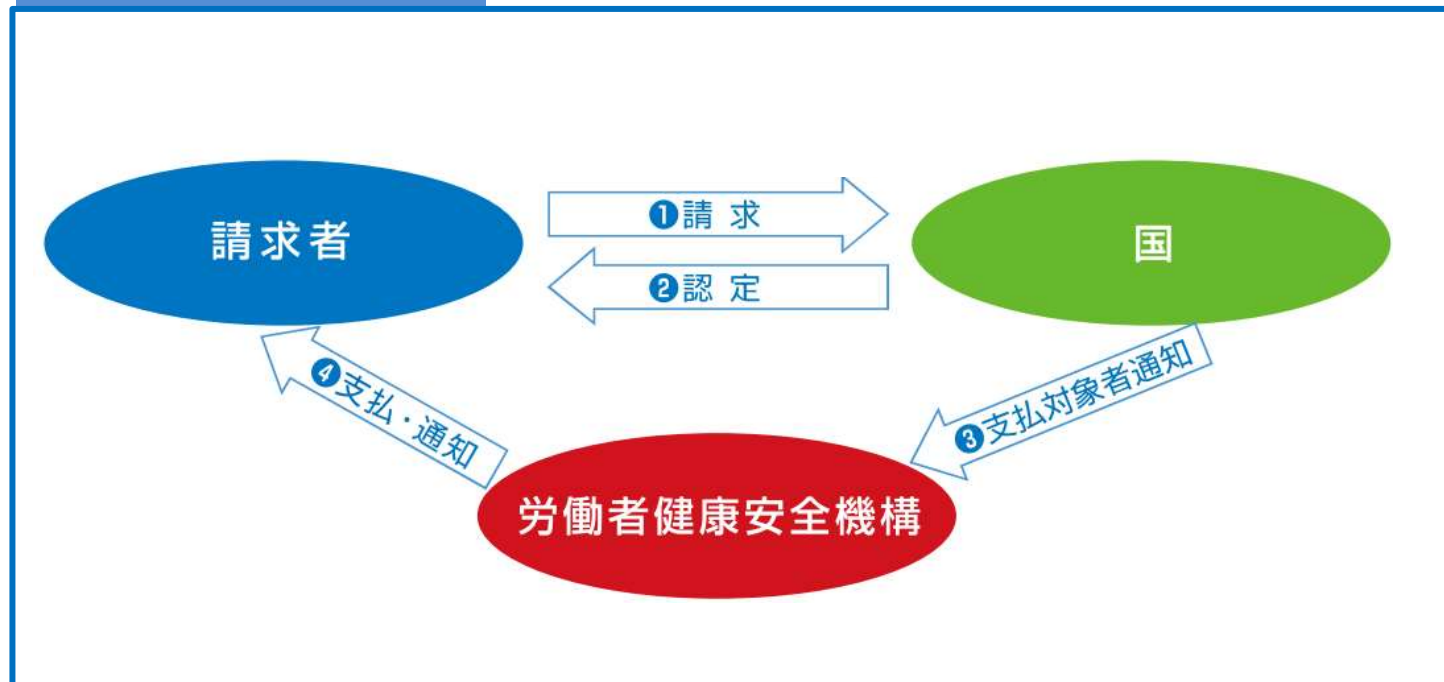 請求者
❶請 求
国
❷認 定
❸支払対象者通知
❹支払・通知
労働者健康安全機構